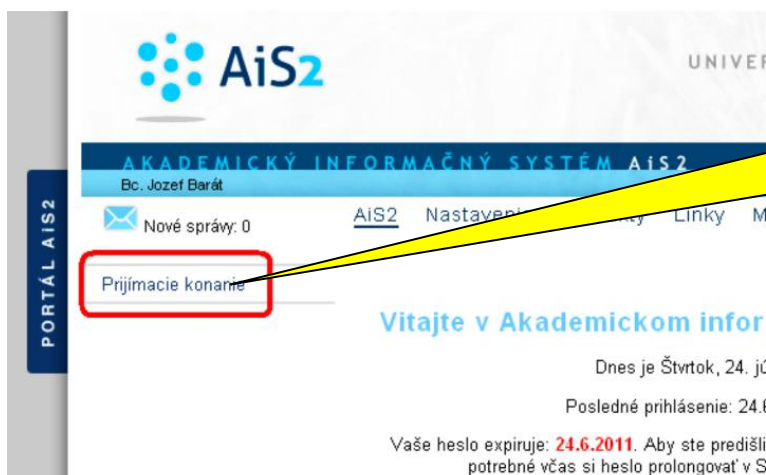 AiS2
UNIVER
AKADEMICKÝ INFORMAČNÝ SYSTÉM AiS2
Bc. Jozef Barát
PORTÁL AiS2
Nové správy: 0
AiS2 Linky
Prijímacie konanie
Vitajte v Akademickom infor
Dnes je Štvrtok, 24. jú
Posledné prihlásenie: 24.6
Vaše heslo expiruje: 24.6.2011. Aby ste predišli
potrebné včas si heslo prolongovať v S